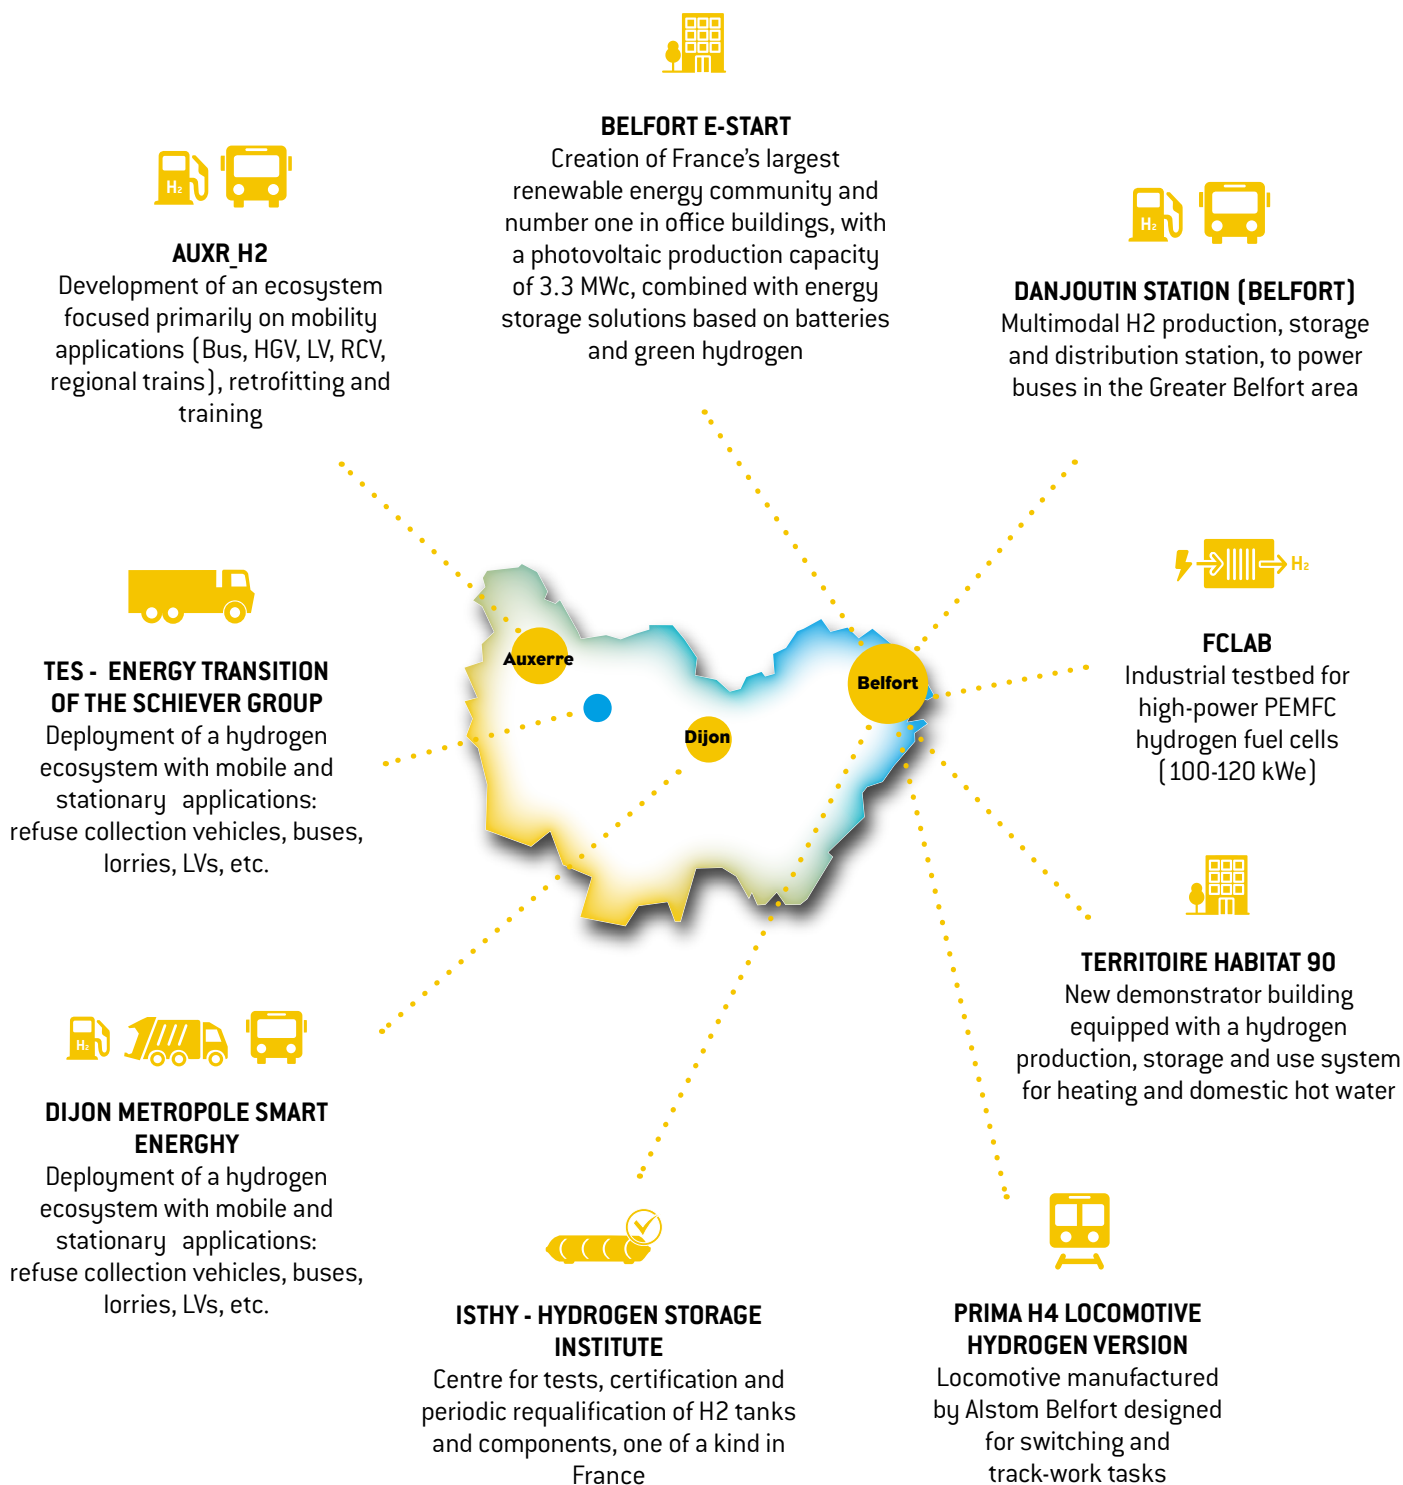 BELFORT E-START
Creation of France's largest
renewable energy community and
number one in office buildings, with
a photovoltaic production capacity
of 3.3 MWc, combined with energy
storage solutions based on batteries
and green hydrogen
H2
AUXR_H2
Development of an ecosystem
focused primarily on mobility
applications (Bus, HGV, LV, RCV,
regional trains), retrofitting and
training
H2
DANJOUTIN STATION (BELFORT)
Multimodal H2 production, storage
and distribution station, to power
buses in the Greater Belfort area
H2
FCLAB
Industrial testbed for
high-power PEMFC
hydrogen fuel cells
(100-120 kWe)
TES - ENERGY TRANSITION
OF THE SCHIEVER GROUP
Deployment of a hydrogen
ecosystem with mobile and
stationary applications:
refuse collection vehicles, buses,
lorries, LVs, etc.
Auxerre
Belfort
Dijon
TERRITOIRE HABITAT 90
New demonstrator building
equipped with a hydrogen
production, storage and use system
for heating and domestic hot water
H2
DIJON METROPOLE SMART
ENERGHY
Deployment of a hydrogen
ecosystem with mobile and
stationary applications:
refuse collection vehicles, buses,
lorries, LVs, etc.
ISTHY - HYDROGEN STORAGE
INSTITUTE
Centre for tests, certification and
periodic requalification of H2 tanks
and components, one of a kind in
France
PRIMA H4 LOCOMOTIVE
HYDROGEN VERSION
Locomotive manufactured
by Alstom Belfort designed
for switching and
track-work tasks